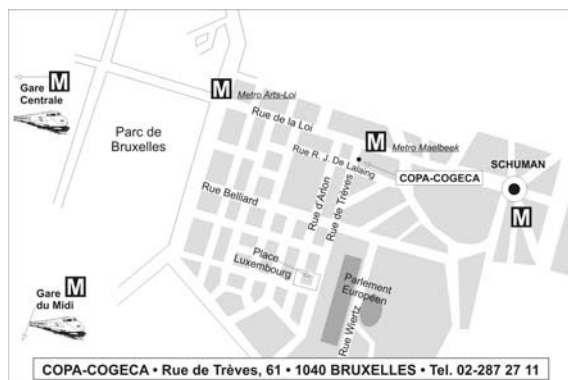 M
Gare
Centrale
M
Metro Arts-Loi
Parc de
Bruxelles
Rue de la Loi
M
Metro Maelbeek
Rue R. J. De Lalaing
SCHUMAN
COPA-COGECA
M
Rue Belliard
Rue d'Arlon
Rue de Trèves
Place
Luxembourg
Parlement
Européen
Rue Wiertz
Gare M
du Midi
COPA-COGECA • Rue de Trèves, 61 • 1040 BRUXELLES • Tel. 02-287 27 11